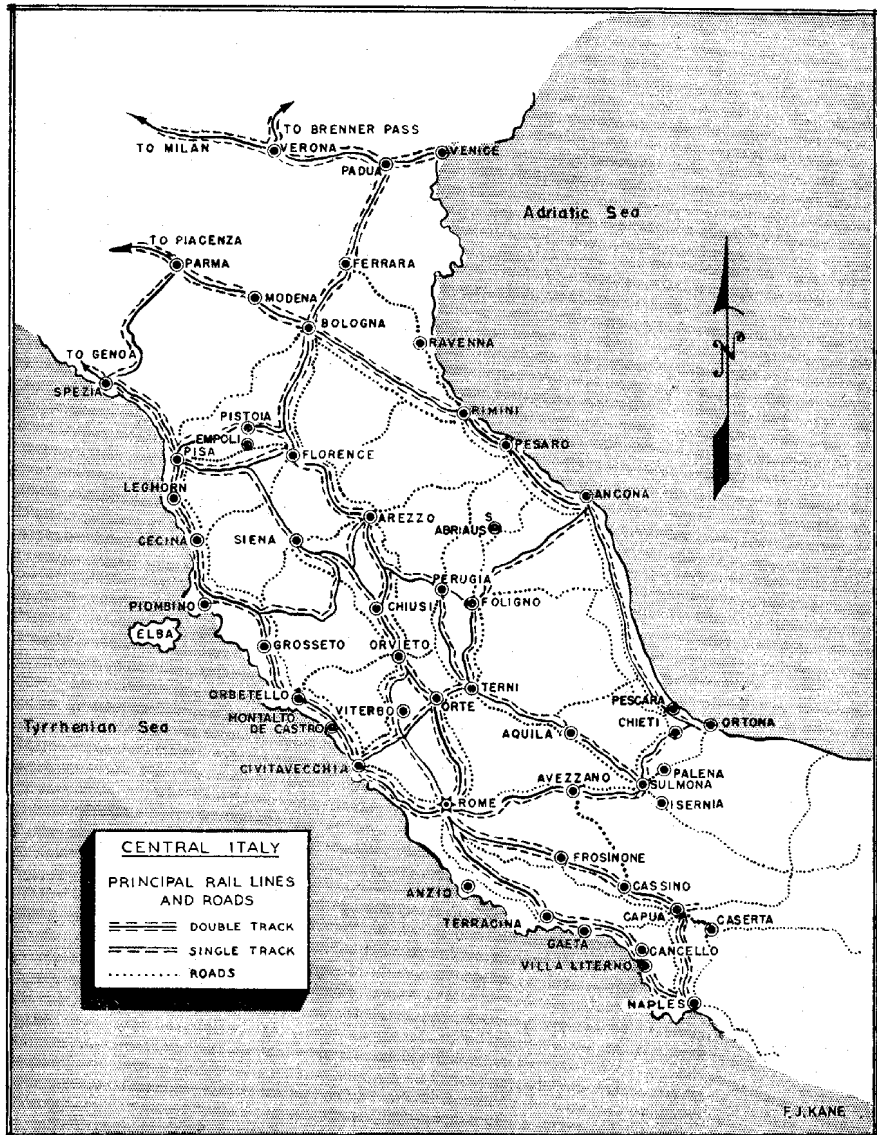 TO BRENNER PASS
TO MILAN
VERONA
VENICE
PADUA
Adriatic Sea
TO PIACENZA
PARMA
FERRARA
MODENA
BOLOGNA
RAVENNA
TO GENOA
SPEZIA
RIMINI
PISTOIA
EMPOLI
PESARO
PISA
FLORENCE
LEGHORN
ANCONA
AREZZO
S
ABRIAUS
CECINA
SIENA
PERUGIA
PIOMBINO
CHIUSI
FOLIGNO
ELBA
GROSSETO
ORVIETO
TERNI
ORBETELLO
VITERBO
ORTE
PESCARA
Tyrrhenian Sea
MONTALTO
DE CASTRO
AQUILA
CHIETI
ORTONA
CIVITAVECCHIA
PALENA
AVEZZANO
SULMONA
ROME
ISERNIA
CENTRAL ITALY
PRINCIPAL RAIL LINES
AND ROADS
DOUBLE TRACK
SINGLE TRACK
ROADS
FROSINONE
ANZIO
CASSINO
CAPUA
CASERTA
TERRACINA
GAETA
CANCELLO
VILLA LITERNO
NAPLES
N
F.J.KANE